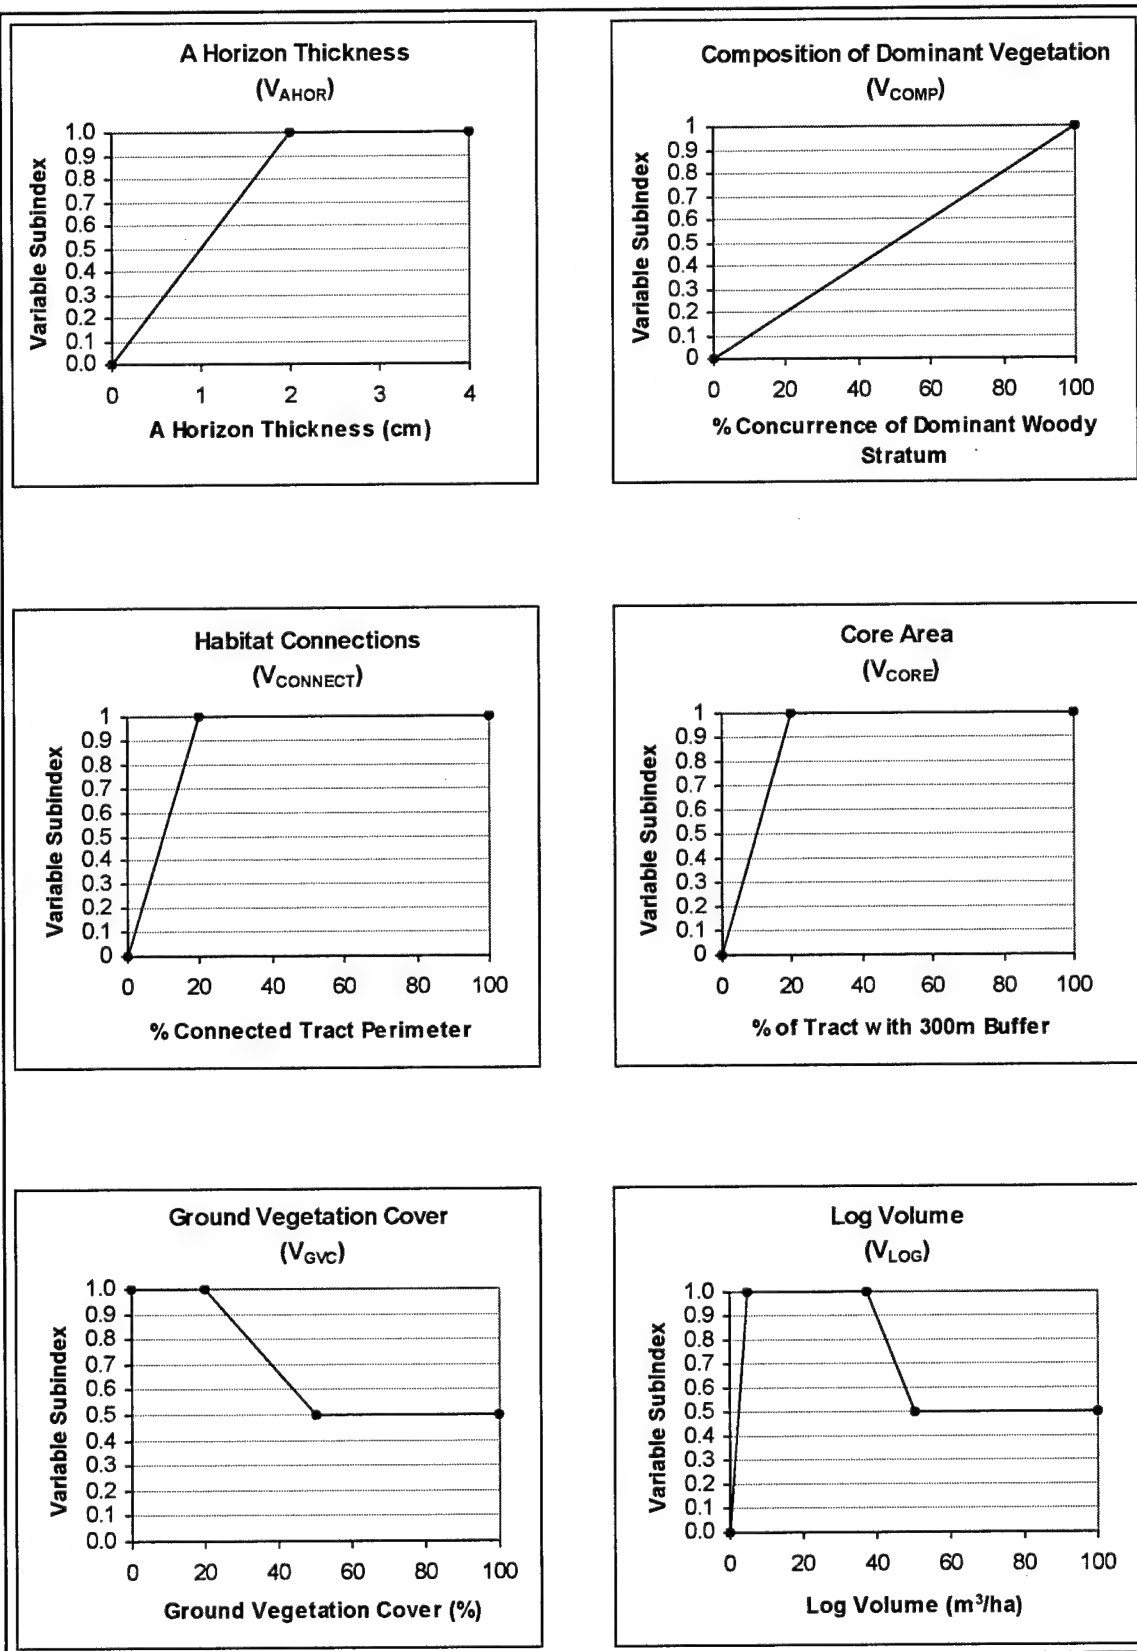 A Horizon Thickness
(VAHOR)
1.0
0.9
0.8
0.7
0.6
0.5
0.4
0.3
0.2
0.1
0.0
Variable Subindex
0 1 2 3 4
A Horizon Thickness (cm)
Composition of Dominant Vegetation
(VCOMP)
1
0.9
0.8
0.7
0.6
0.5
0.4
0.3
0.2
0.1
0
Variable Subindex
0 20 40 60 80 100
% Concurrence of Dominant Woody
Stratum
Habitat Connections
(VCONNECT)
1
0.9
0.8
0.7
0.6
0.5
0.4
0.3
0.2
0.1
0
Variable Subindex
0 20 40 60 80 100
% Connected Tract Perimeter
Core Area
(VCORE)
1
0.9
0.8
0.7
0.6
0.5
0.4
0.3
0.2
0.1
0
Variable Subindex
0 20 40 60 80 100
% of Tract with 300m Buffer
Ground Vegetation Cover
(VGVC)
1.0
0.9
0.8
0.7
0.6
0.5
0.4
0.3
0.2
0.1
0.0
Variable Subindex
0 20 40 60 80 100
Ground Vegetation Cover (%)
Log Volume
(VLOG)
1.0
0.9
0.8
0.7
0.6
0.5
0.4
0.3
0.2
0.1
0.0
Variable Subindex
0 20 40 60 80 100
Log Volume (m³/ha)